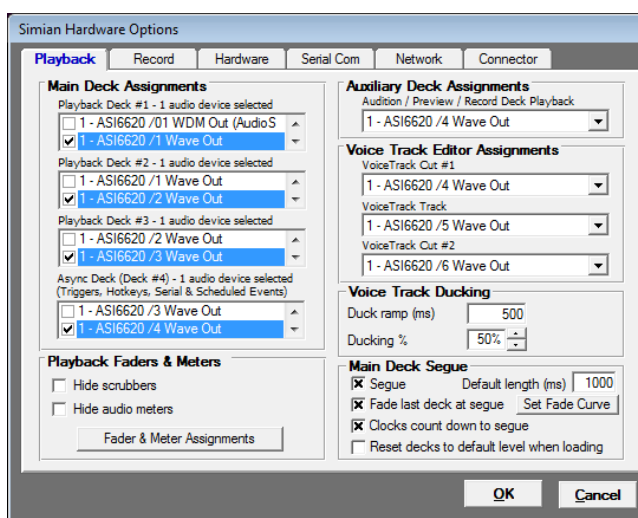 Simian Hardware Options
Playback
Record
Hardware
Serial Com
Network
Connector
Main Deck Assignments
Playback Deck #1 - 1 audio device selected
1 - ASI6620 /01 WDM Out (AudioS
1 - ASI6620 /1 Wave Out
Playback Deck #2 - 1 audio device selected
1 - ASI6620 /1 Wave Out
1 - ASI6620 /2 Wave Out
Playback Deck #3 - 1 audio device selected
1 - ASI6620 /2 Wave Out
1 - ASI6620 /3 Wave Out
Async Deck (Deck #4) - 1 audio device selected
(Triggers, Hotkeys, Serial & Scheduled Events)
1 - ASI6620 /3 Wave Out
1 - ASI6620 /4 Wave Out
Playback Faders & Meters
Hide scrubbers
Hide audio meters
Fader & Meter Assignments
Auxiliary Deck Assignments
Audition / Preview / Record Deck Playback
1 - ASI6620 /4 Wave Out
Voice Track Editor Assignments
VoiceTrack Cut #1
1 - ASI6620 /4 Wave Out
VoiceTrack Track
1 - ASI6620 /5 Wave Out
VoiceTrack Cut #2
1 - ASI6620 /6 Wave Out
Voice Track Ducking
Duck ramp (ms) 500
Ducking % 50%
Main Deck Segue
Segue Default length (ms) 1000
Fade last deck at segue Set Fade Curve
Clocks count down to segue
Reset decks to default level when loading
OK Cancel